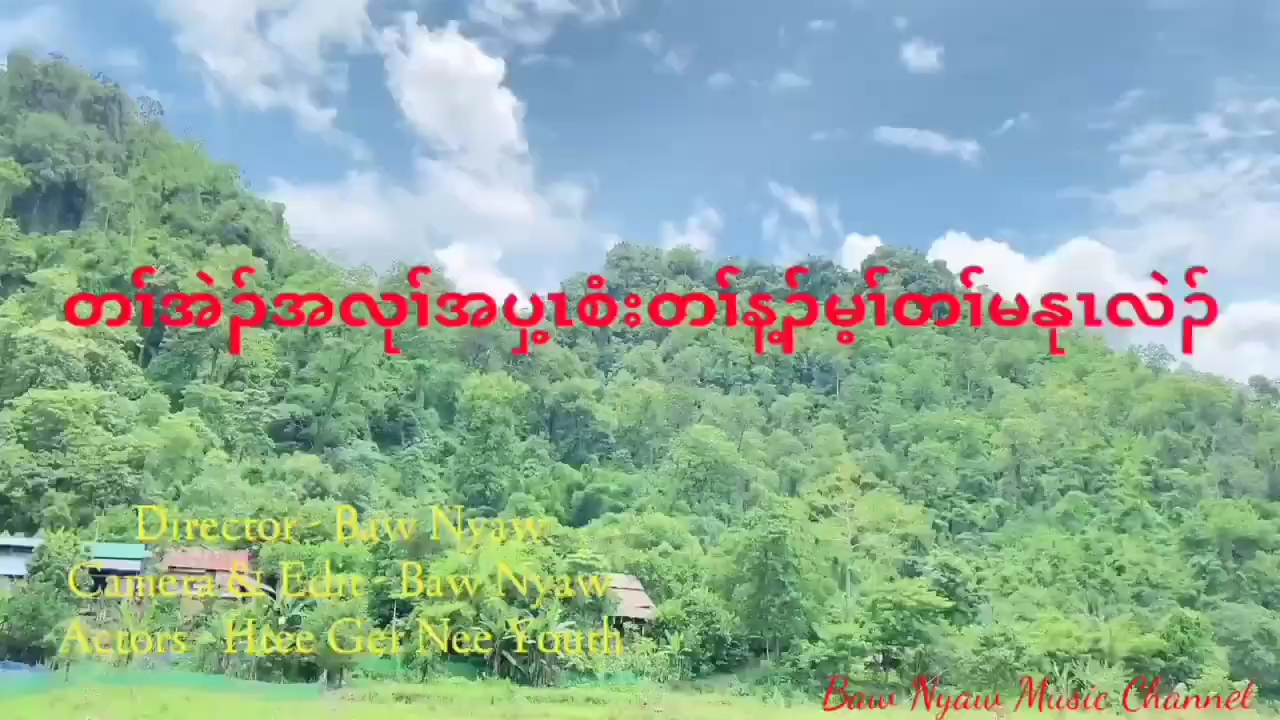 တၢ်အဲၣ်အလုၢ်အပှ့ၤစံးတၢ်န့ၣ်မ့ၢ်တၢ်မနုၤလဲၣ်
Director - Baw Nyaw
Camera & Edit - Baw Nyaw
Actors - Htee Ger Nee Youth
Baw Nyaw Music Channel